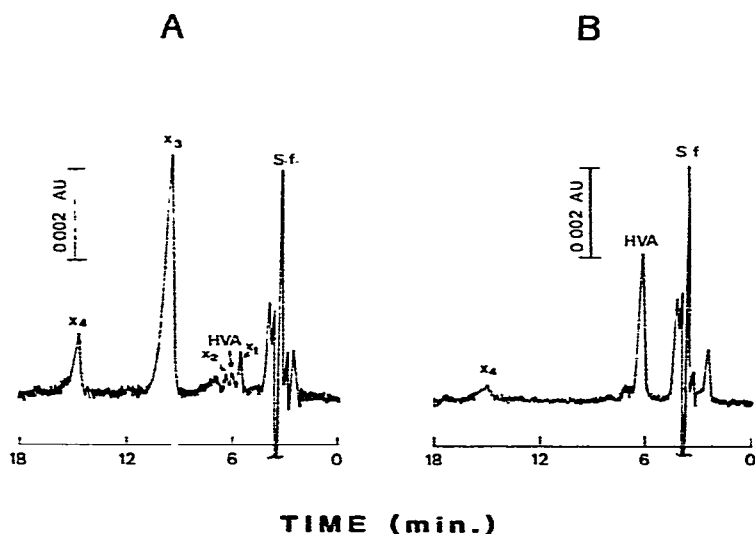 A
B
x₃
S.f.
0.002 AU
x₄
HVA
x₂
x₁
18
12
6
0
S f
0.002 AU
HVA
x₄
18
12
6
0
TIME (min.)